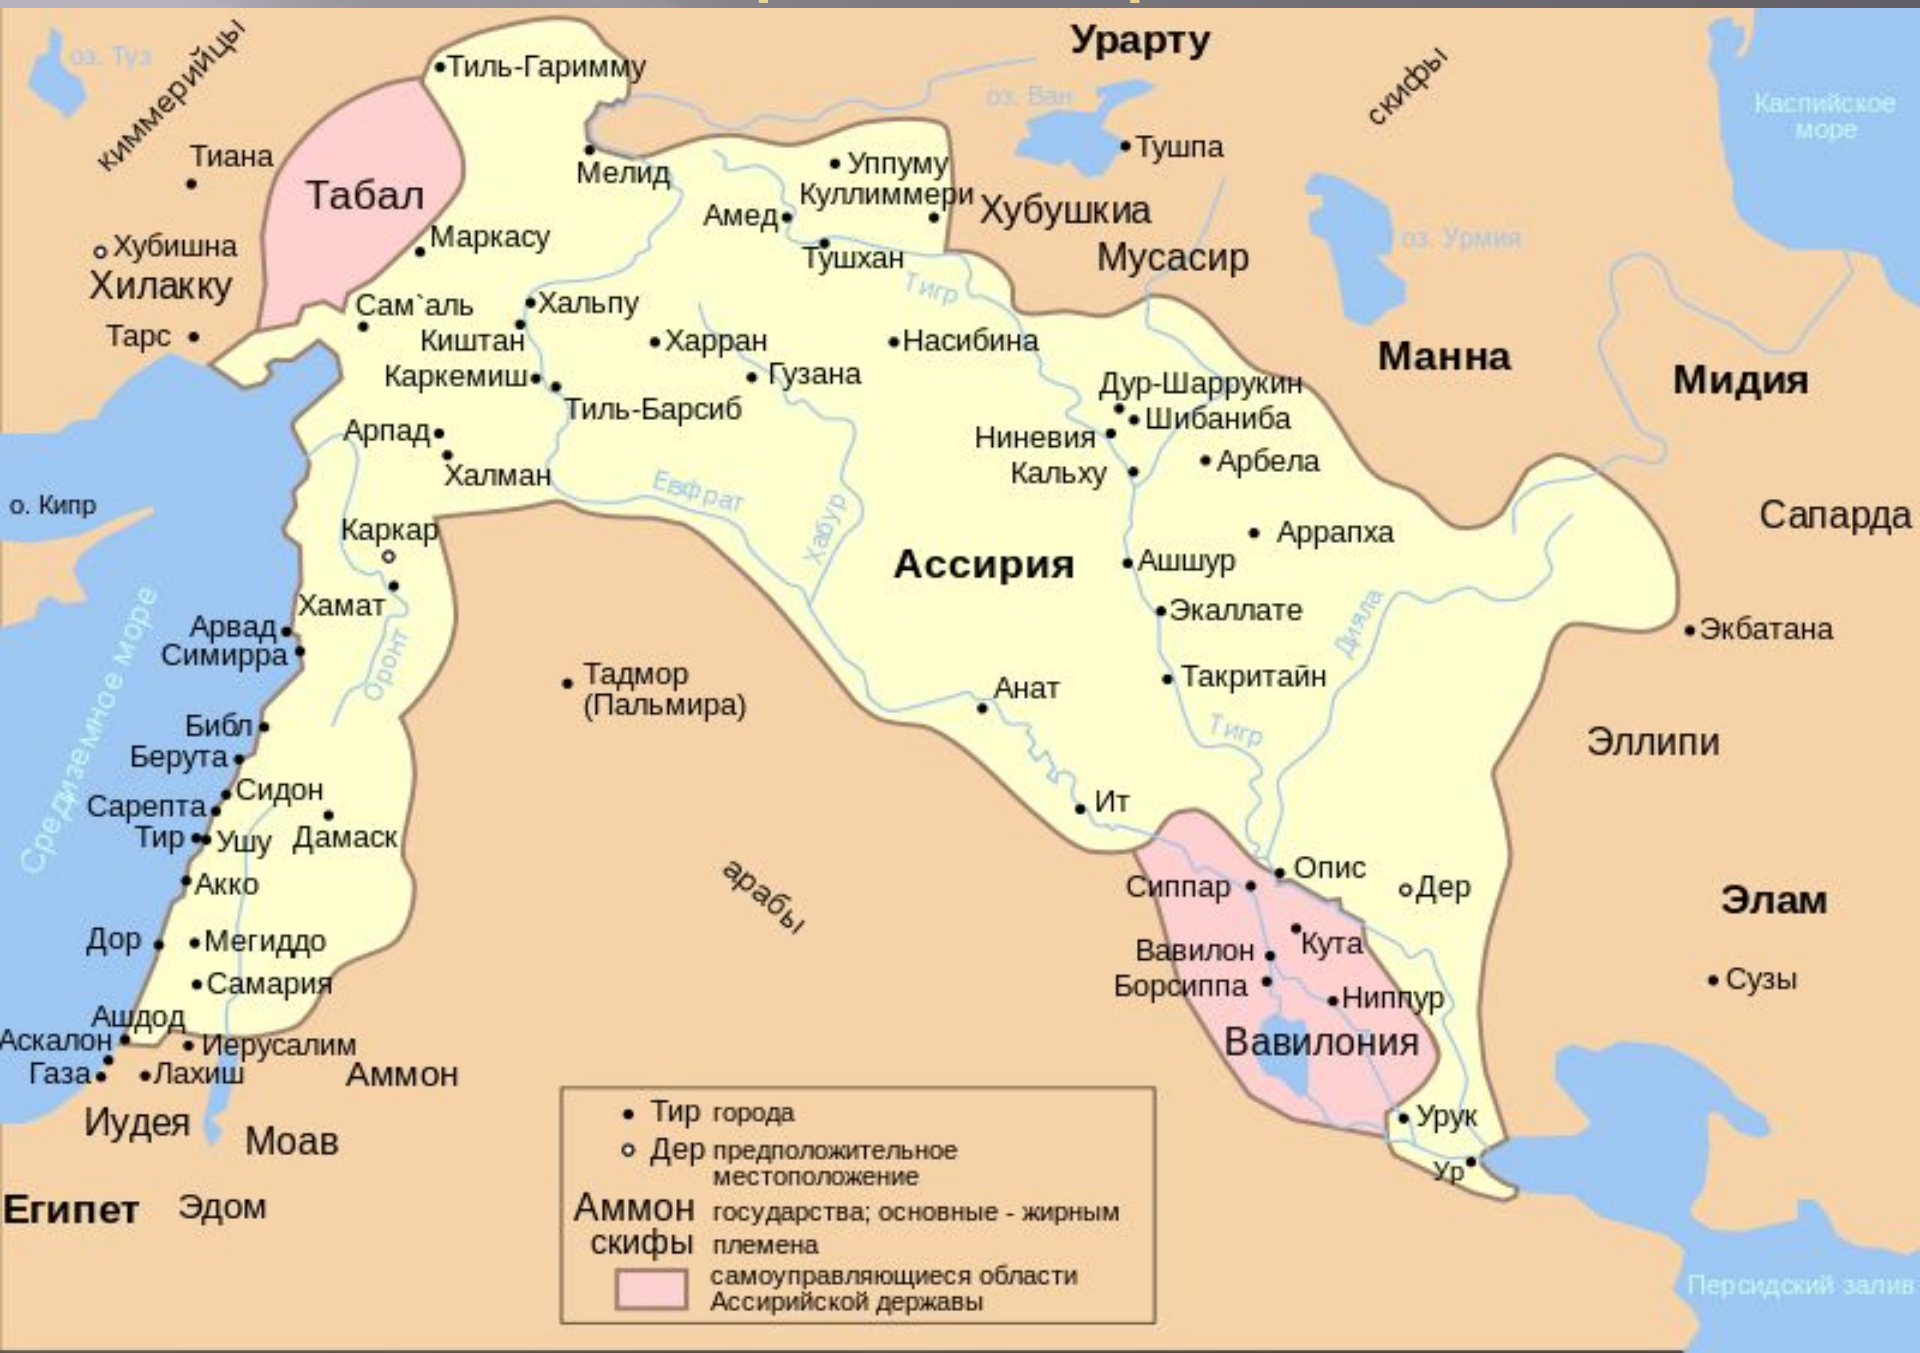 Урарту
оз. Туз
киммерийцы
Тиль-Гаримму
скифы
оз. Ван
Каспийское
море
Тиана
Табал
Мелид
Уппуму
Тушпа
Куллиммери
Хубушкиа
Амед
Маркасу
Хубишна
Тушхан
Мусасир
оз. Урмия
Хилакку
Тигр
Сам`аль
Хальпу
Тарс
Киштан
Харран
Насибина
Манна
Мидия
Каркемиш
Гузана
Дур-Шаррукин
Тиль-Барсиб
Шибаниба
Арпад
Ниневия
Арбела
Халман
Кальху
Евфрат
о. Кипр
Сапарда
Каркар
Хабур
Аррапха
Ассирия
Ашшур
Хамат
Экаллате
Дияла
Арвад
Экбатана
Симирра
Средиземное море
Оронт
Тадмор
(Пальмира)
Такритайн
Анат
Библ
Тигр
Эллипи
Берута
Сидон
Сарепта
Ит
Тир
Ушу
Дамаск
Опис
Акко
арабы
Сиппар
Дер
Элам
Дор
Мегиддо
Кута
Вавилон
Самария
Борсиппа
Сузы
Ниппур
Ашдод
Аскалон
Иерусалим
Вавилония
Газа
Лахиш
Аммон
Иудея
Моав
Урук
Ур
Египет
Эдом
Тир города
Дер предположительное
местоположение
Аммон государства; основные - жирным
скифы племена
самоуправляющиеся области
Ассирийской державы
Персидский залив